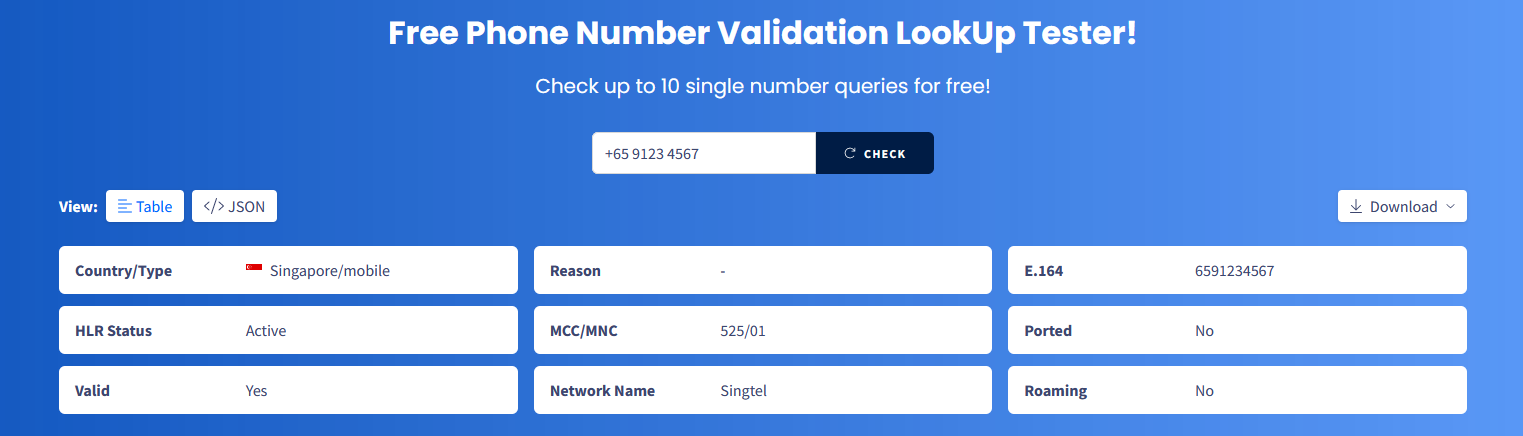 Free Phone Number Validation LookUp Tester!
Check up to 10 single number queries for free!
+65 9123 4567 CHECK
View: Table </> JSON Download
Country/Type Singapore/mobile Reason - E.164 6591234567
HLR Status Active MCC/MNC 525/01 Ported No
Valid Yes Network Name Singtel Roaming No